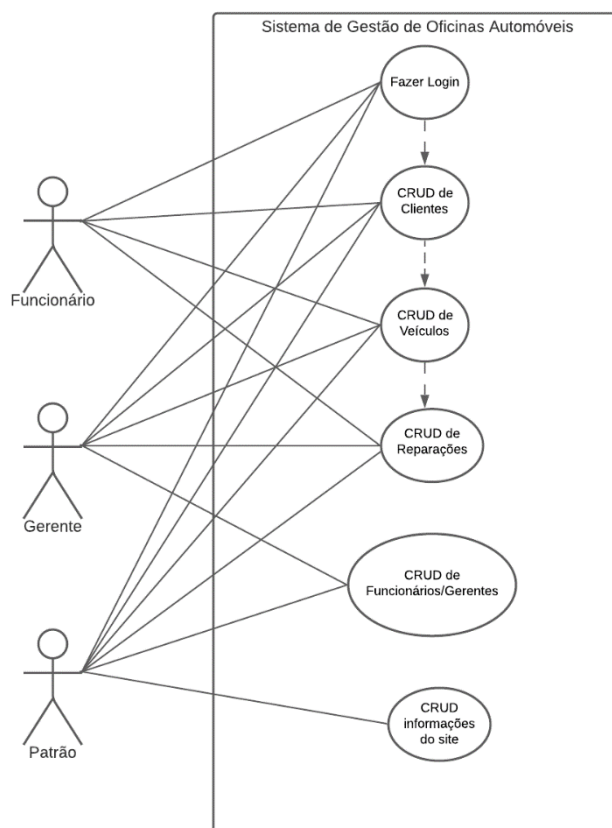 Sistema de Gestão de Oficinas Automóveis
Fazer Login
CRUD de
Clientes
Funcionário
CRUD de
Veículos
CRUD de
Reparações
Gerente
CRUD de
Funcionários/Gerentes
CRUD
informações
do site
Patrão